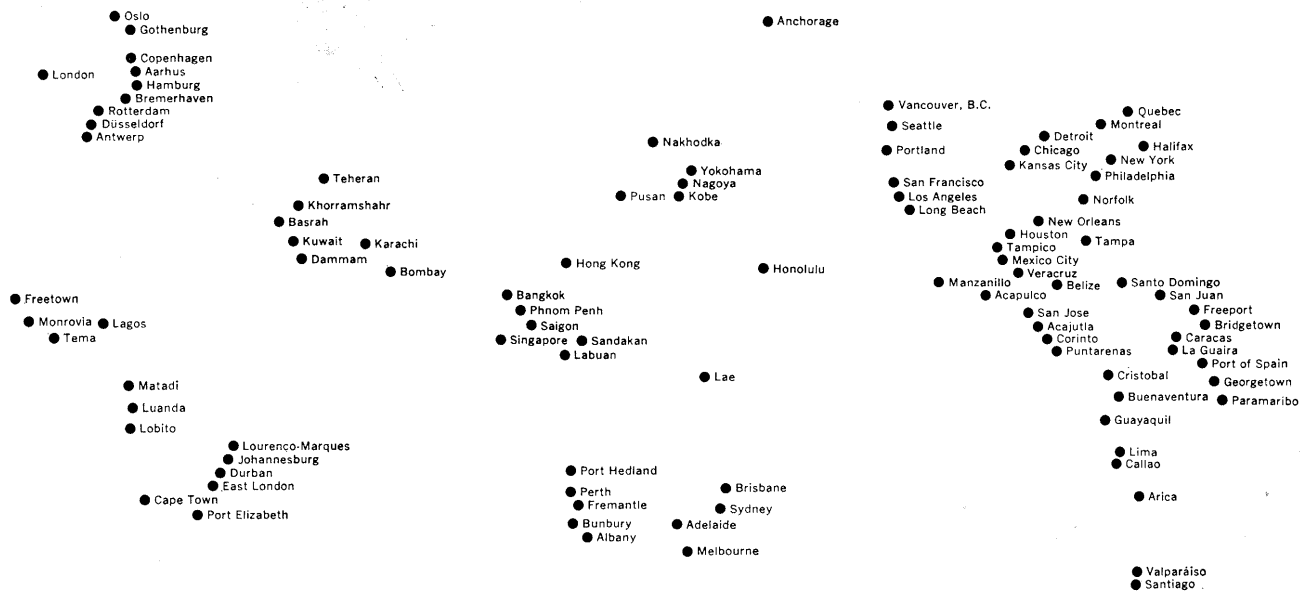 Oslo
Gothenburg
Copenhagen
Aarhus
London
Hamburg
Bremerhaven
Rotterdam
Düsseldorf
Antwerp
Teheran
Khorramshahr
Basrah
Kuwait
Karachi
Dammam
Bombay
Freetown
Monrovia
Lagos
Tema
Matadi
Luanda
Lobito
Lourenco-Marques
Johannesburg
Durban
East London
Cape Town
Port Elizabeth
Anchorage
Nakhodka
Yokohama
Nagoya
Pusan
Kobe
Hong Kong
Honolulu
Bangkok
Phnom Penh
Saigon
Singapore
Sandakan
Labuan
Lae
Port Hedland
Perth
Fremantle
Bunbury
Albany
Brisbane
Sydney
Adelaide
Melbourne
Vancouver, B.C.
Seattle
Portland
San Francisco
Los Angeles
Long Beach
Quebec
Montreal
Detroit
Halifax
Chicago
New York
Kansas City
Philadelphia
Norfolk
New Orleans
Houston
Tampa
Tampico
Mexico City
Veracruz
Manzanillo
Belize
Acapulco
Santo Domingo
San Juan
Freeport
Bridgetown
San Jose
Acajutla
Corinto
Puntarenas
Caracas
La Guaira
Port of Spain
Cristobal
Georgetown
Buenaventura
Paramaribo
Guayaquil
Lima
Callao
Arica
Valparáiso
Santiago